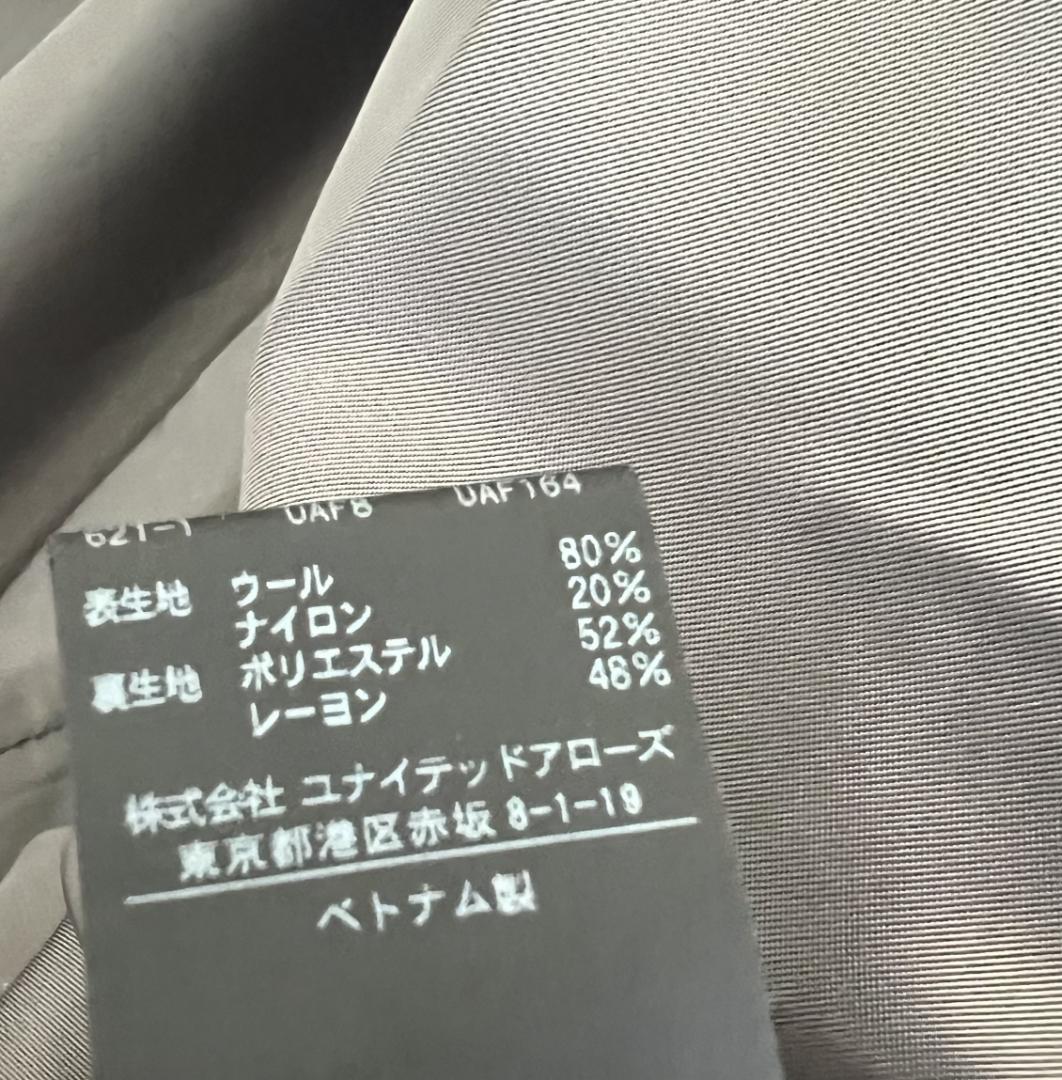 621-1 UAF8 UAF164
表生地 ウール 80%
ナイロン 20%
裏生地 ポリエステル 52%
レーヨン 48%
株式会社 ユナイテッドアローズ
東京都港区赤坂 8-1-19
ベトナム製